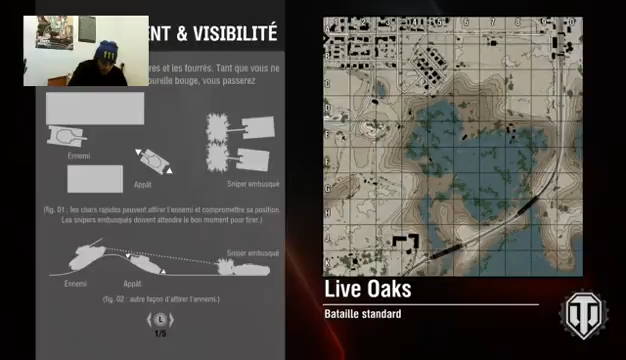 ENT & VISIBILITÉ
res et les fourrés. Tant que vous ne
ourelle bouge, vous passerez
Ennemi
Appât
Sniper embusqué
(fig. 01 : les chars rapides peuvent attirer l'ennemi et compromettre sa position.
Les snipers embusqués doivent attendre le bon moment pour tirer.)
Sniper embusqué
Ennemi
Appât
(fig. 02 : autre façon d'attirer l'ennemi.)
L
1/5
Live Oaks
Bataille standard